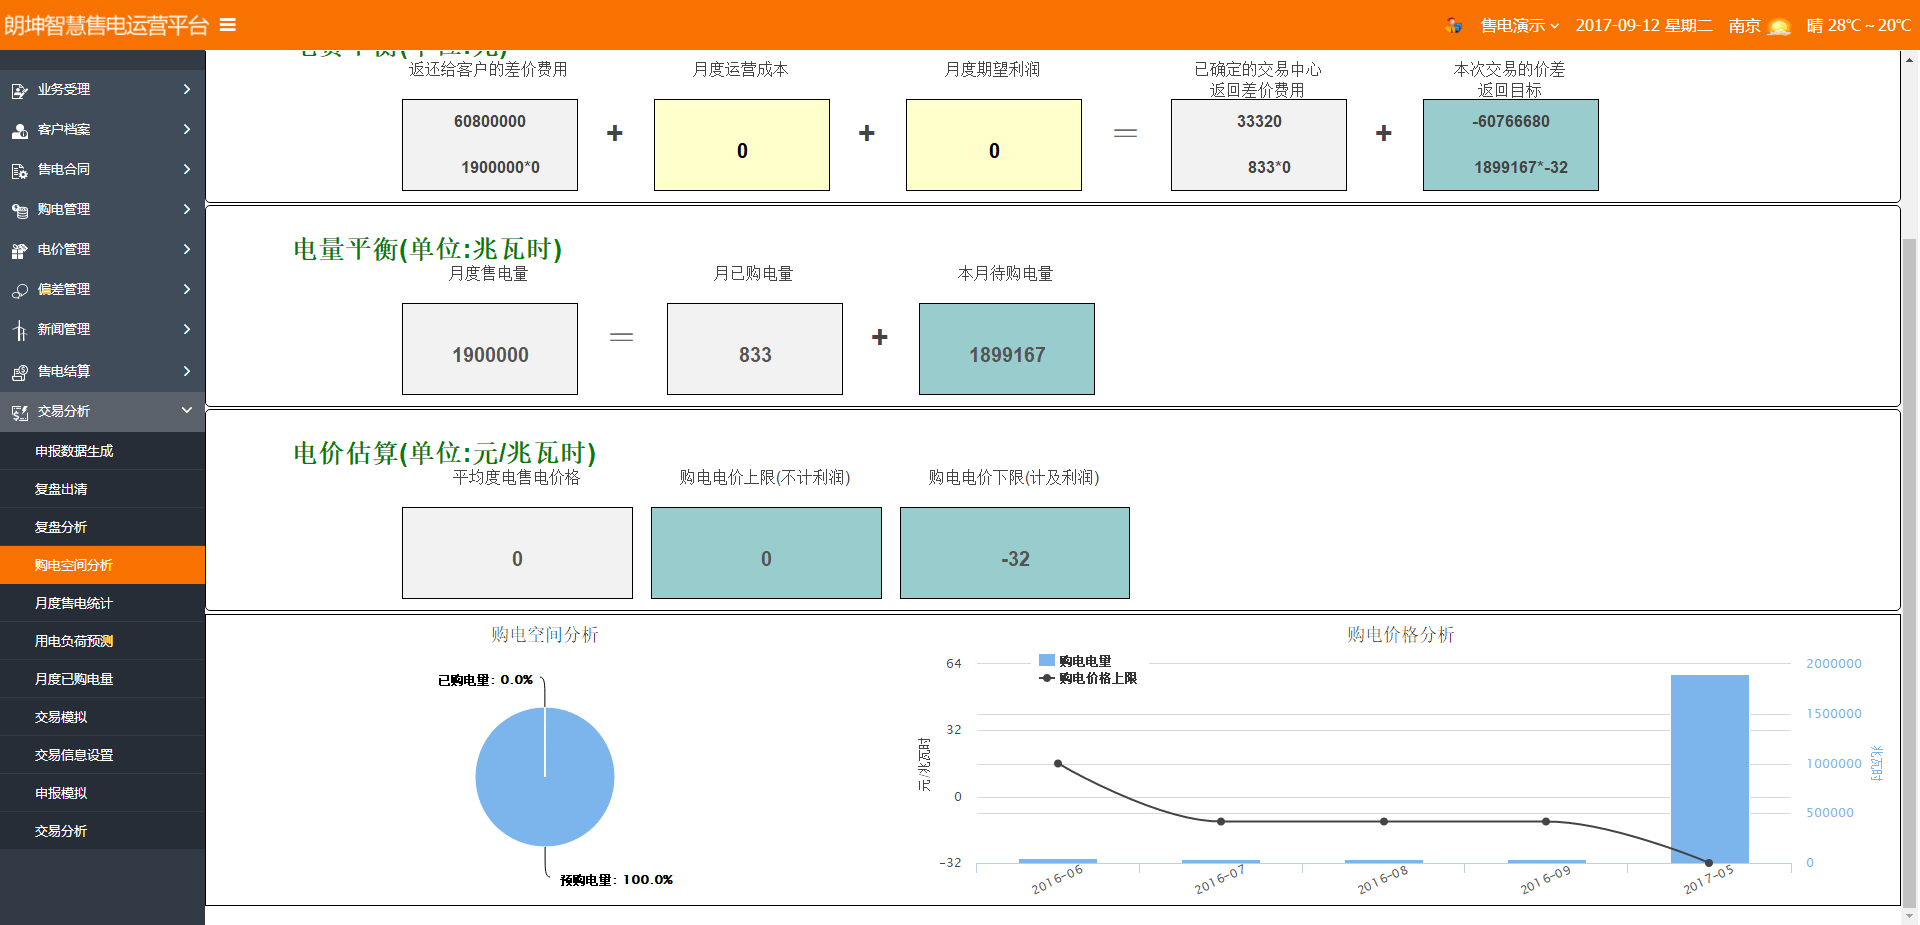 朗坤智慧售电运营平台
售电演示
2017-09-12 星期二
南京
晴 28℃～20℃
业务受理
客户档案
售电合同
购电管理
电价管理
偏差管理
新闻管理
售电结算
交易分析
申报数据生成
复盘出清
复盘分析
购电空间分析
月度售电统计
用电负荷预测
月度已购电量
交易模拟
交易信息设置
申报模拟
交易分析
返还给客户的差价费用
60800000
1900000*0
+
月度运营成本
0
+
月度期望利润
0
=
已确定的交易中心
返回差价费用
33320
833*0
+
本次交易的价差
返回目标
-60766680
1899167*-32
电量平衡(单位:兆瓦时)
月度售电量
1900000
=
月已购电量
833
+
本月待购电量
1899167
电价估算(单位:元/兆瓦时)
平均度电售电价格
0
购电电价上限(不计利润)
0
购电电价下限(计及利润)
-32
购电空间分析
已购电量: 0.0%
预购电量: 100.0%
购电价格分析
购电电量
购电价格上限
元/兆瓦时
64
32
0
-32
2000000
1500000
1000000
500000
0
兆瓦时
2016-06
2016-07
2016-08
2016-09
2017-05